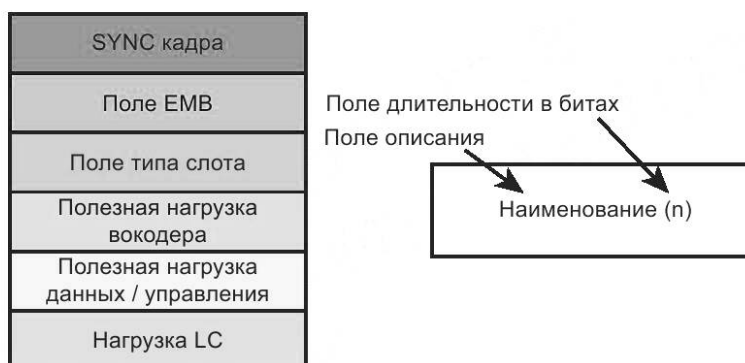 SYNC кадра
Поле EMB
Поле типа слота
Полезная нагрузка
вокодера
Полезная нагрузка
данных / управления
Нагрузка LC
Поле длительности в битах
Поле описания
Наименование (n)